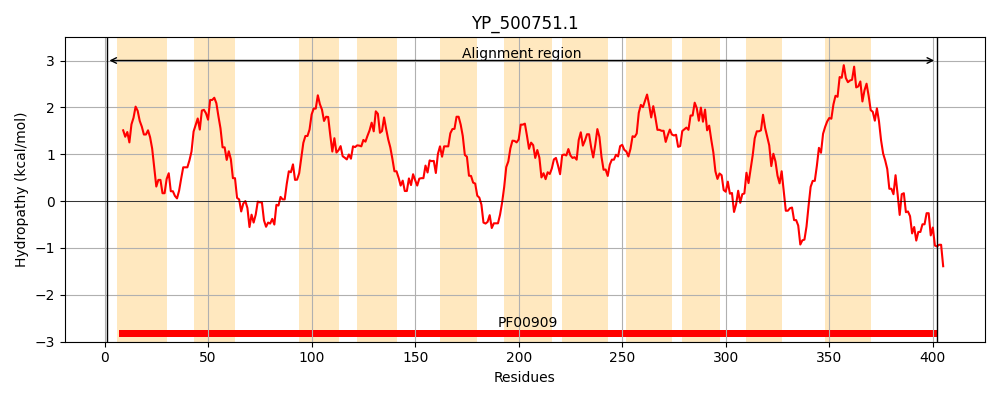 YP_500751.1
Hydropathy (kcal/mol)
3
2
1
0
−1
−2
−3
Alignment region
PF00909
0 50 100 150 200 250 300 350 400
Residues